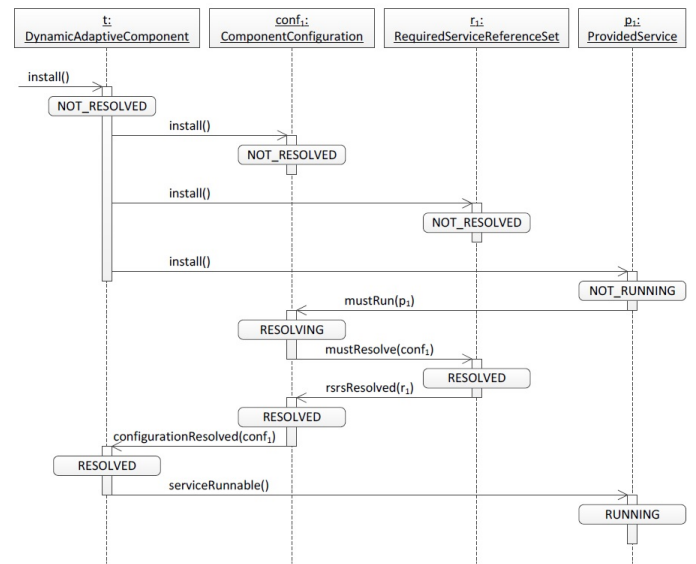 t:
DynamicAdaptiveComponent
conf₁:
ComponentConfiguration
r₁:
RequiredServiceReferenceSet
p₁:
ProvidedService
install()
NOT_RESOLVED
install()
NOT_RESOLVED
install()
NOT_RESOLVED
install()
NOT_RUNNING
mustRun(p₁)
RESOLVING
mustResolve(conf₁)
RESOLVED
rsrsResolved(r₁)
RESOLVED
configurationResolved(conf₁)
RESOLVED
serviceRunnable()
RUNNING